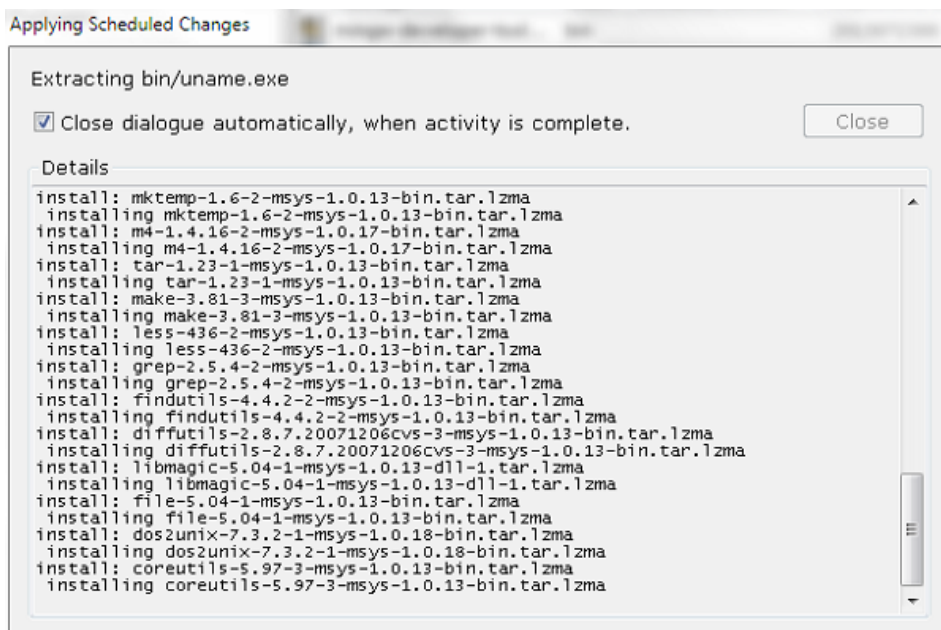 Applying Scheduled Changes
Extracting bin/uname.exe
Close dialogue automatically, when activity is complete.
Close
Details
install: mktemp-1.6-2-msys-1.0.13-bin.tar.lzma
installing mktemp-1.6-2-msys-1.0.13-bin.tar.lzma
install: m4-1.4.16-2-msys-1.0.17-bin.tar.lzma
installing m4-1.4.16-2-msys-1.0.17-bin.tar.lzma
install: tar-1.23-1-msys-1.0.13-bin.tar.lzma
installing tar-1.23-1-msys-1.0.13-bin.tar.lzma
install: make-3.81-3-msys-1.0.13-bin.tar.lzma
installing make-3.81-3-msys-1.0.13-bin.tar.lzma
install: less-436-2-msys-1.0.13-bin.tar.lzma
installing less-436-2-msys-1.0.13-bin.tar.lzma
install: grep-2.5.4-2-msys-1.0.13-bin.tar.lzma
installing grep-2.5.4-2-msys-1.0.13-bin.tar.lzma
install: findutils-4.4.2-2-msys-1.0.13-bin.tar.lzma
installing findutils-4.4.2-2-msys-1.0.13-bin.tar.lzma
install: diffutils-2.8.7.20071206cvs-3-msys-1.0.13-bin.tar.lzma
installing diffutils-2.8.7.20071206cvs-3-msys-1.0.13-bin.tar.lzma
install: libmagic-5.04-1-msys-1.0.13-dll-1.tar.lzma
installing libmagic-5.04-1-msys-1.0.13-dll-1.tar.lzma
install: file-5.04-1-msys-1.0.13-bin.tar.lzma
installing file-5.04-1-msys-1.0.13-bin.tar.lzma
install: dos2unix-7.3.2-1-msys-1.0.18-bin.tar.lzma
installing dos2unix-7.3.2-1-msys-1.0.18-bin.tar.lzma
install: coreutils-5.97-3-msys-1.0.13-bin.tar.lzma
installing coreutils-5.97-3-msys-1.0.13-bin.tar.lzma